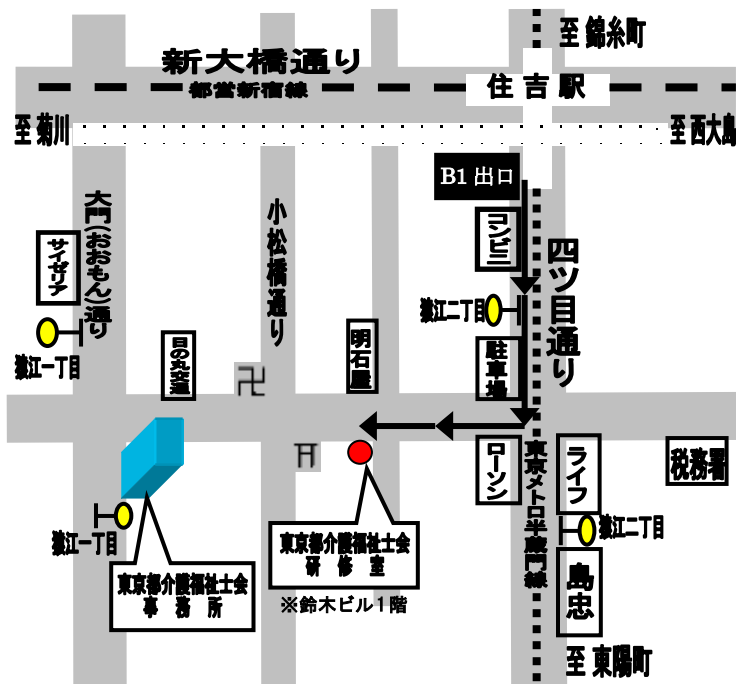 至 錦糸町
新大橋通り
都営新宿線
住吉駅
至 菊川
至 西大島
B1 出口
大門(おおもん)通り
小松橋通り
四ツ目通り
コンビニ
サイゼリア
猿江二丁目
猿江一丁目
日の丸交通
明石屋
駐車場
卍
ローソン
東京メトロ半蔵門線
ライフ
税務署
猿江一丁目
猿江二丁目
東京都介護福祉士会
研 修 室
※鈴木ビル1階
東京都介護福祉士会
事 務 所
島忠
至 東陽町